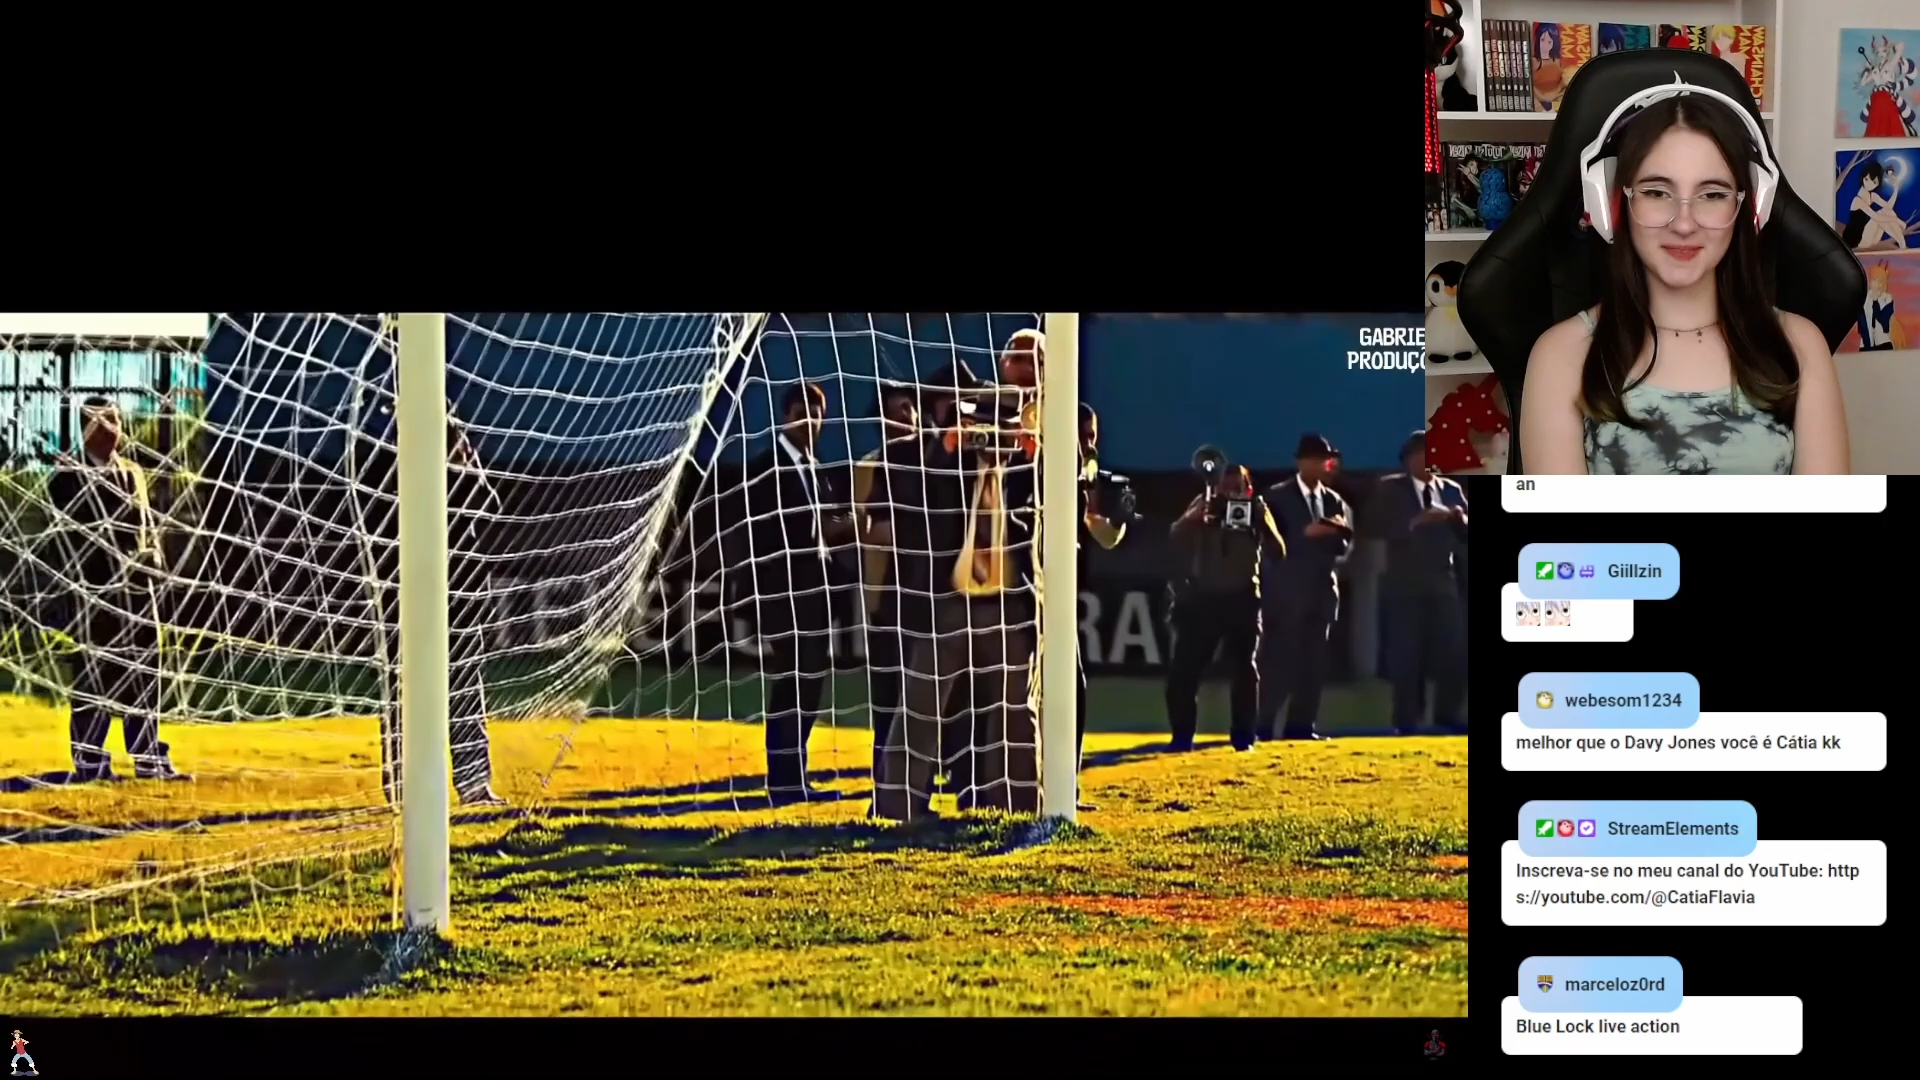 GABRIE
PRODUÇÕ
an
Giillzin
webesom1234
melhor que o Davy Jones você é Cátia kk
StreamElements
Inscreva-se no meu canal do YouTube: http
s://youtube.com/@CatiaFlavia
marceloz0rd
Blue Lock live action